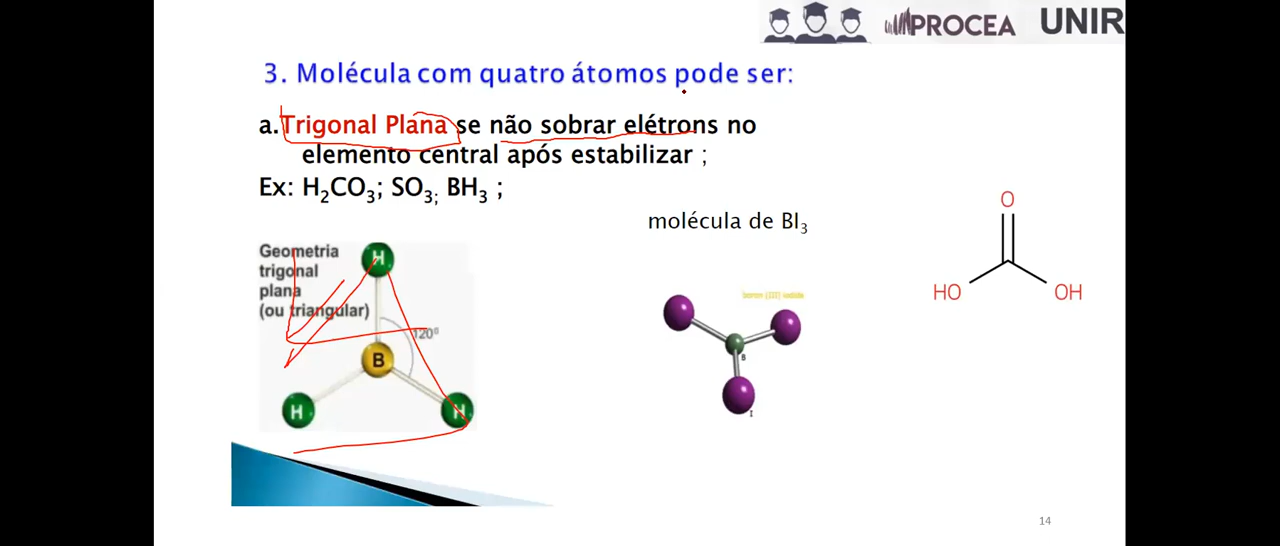 PROCEA UNIR
3. Molécula com quatro átomos pode ser:
a.Trigonal Plana se não sobrar elétrons no
elemento central após estabilizar ;
Ex: H₂CO₃; SO₃; BH₃ ;
molécula de BI₃
Geometria
trigonal
plana
(ou triangular)
H
120º
B
H
H
B
I
O
HO
OH
14